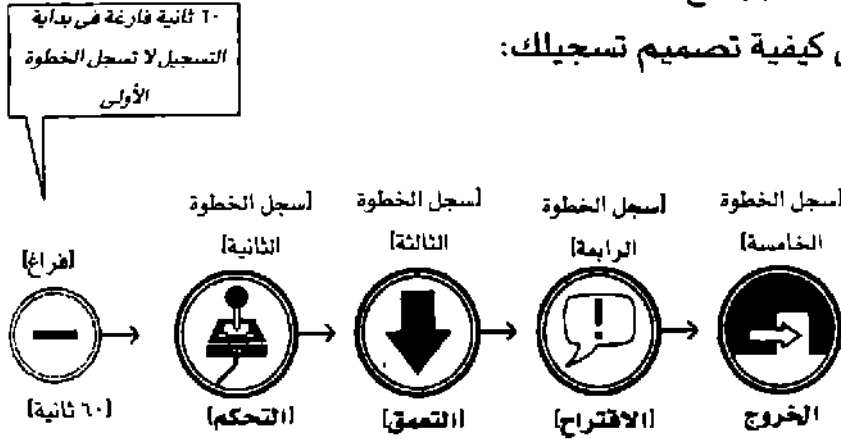 كيفية تصميم تسجيلك:
٦٠ ثانية فارغة في بداية
التسجيل لا تسجل الخطوة
الأولى
[فراغ]
[٦٠ ثانية]
[سجل الخطوة
الثانية]
[التحكم]
[سجل الخطوة
الثالثة]
[التعمق]
[سجل الخطوة
الرابعة]
!
[الاقتراح]
[سجل الخطوة
الخامسة]
الخروج